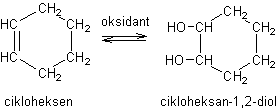 CH₂
CH CH₂
CH CH₂
CH₂
cikloheksen
oksidant
CH₂
HO-CH CH₂
HO-CH CH₂
CH₂
cikloheksan-1,2-diol